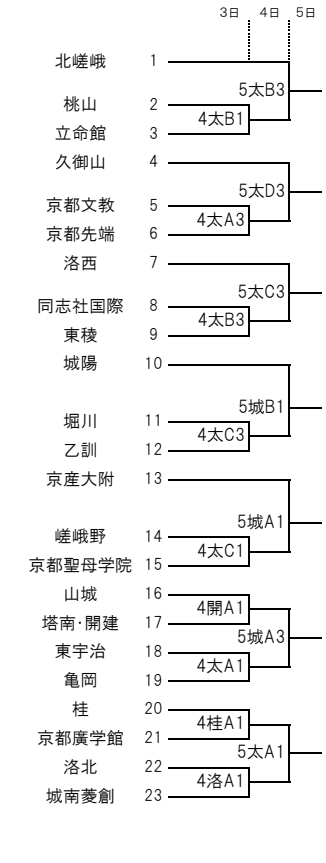 3日 4日 5日
北嵯峨 1
5太B3
桃山 2
4太B1
立命館 3
久御山 4
5太D3
京都文教 5
4太A3
京都先端 6
洛西 7
5太C3
同志社国際 8
4太B3
東稜 9
城陽 10
5城B1
堀川 11
4太C3
乙訓 12
京産大附 13
5城A1
嵯峨野 14
4太C1
京都聖母学院 15
山城 16
4開A1
塔南・開建 17
5城A3
東宇治 18
4太A1
亀岡 19
桂 20
4桂A1
京都廣学館 21
5太A1
洛北 22
4洛A1
城南菱創 23